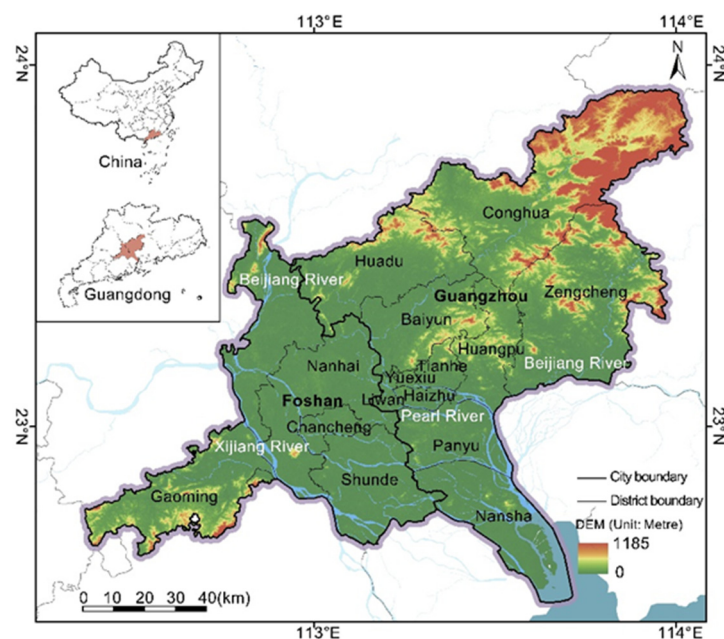 113°E
114°E
24°N
24°N
N
China
Guangdong
Conghua
Huadu
Beijiang River
Guangzhou
Zengcheng
Baiyun
Huangpu
Nanhai
Tianhe
Beijiang River
Yuexiu
Foshan
Liwan
Haizhu
Pearl River
23°N
23°N
Chancheng
Xijiang River
Panyu
Shunde
Gaoming
Nansha
City boundary
District boundary
DEM (Unit: Metre)
1185
0
0 10 20 30 40(km)
113°E
114°E